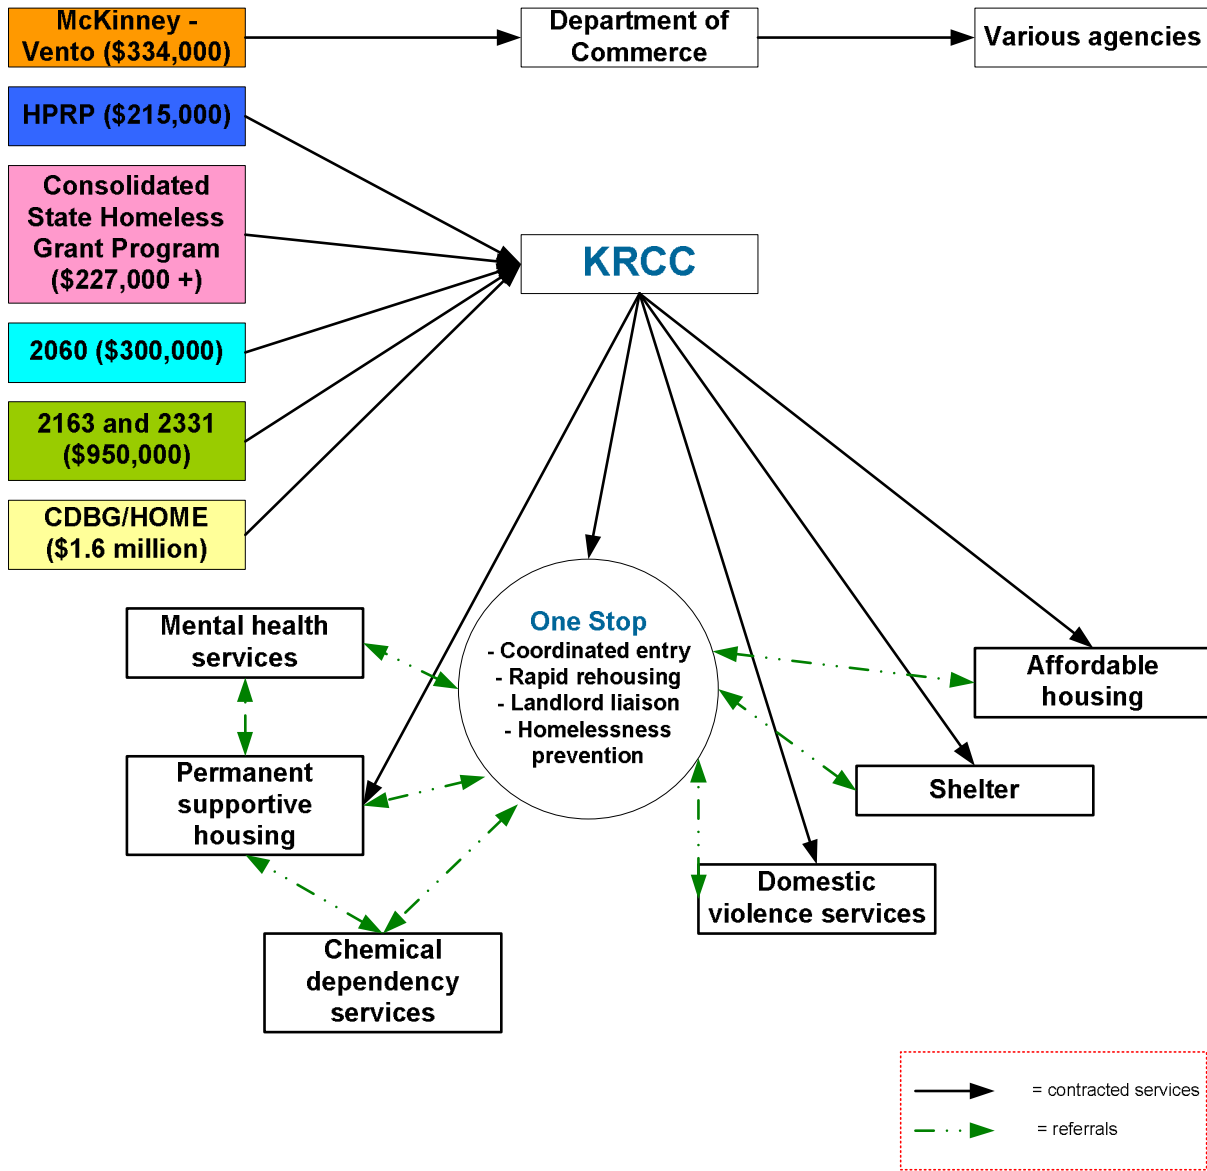 McKinney -
Vento ($334,000)
Department of
Commerce
Various agencies
HPRP ($215,000)
Consolidated
State Homeless
Grant Program
($227,000 +)
KRCC
2060 ($300,000)
2163 and 2331
($950,000)
CDBG/HOME
($1.6 million)
One Stop
- Coordinated entry
- Rapid rehousing
- Landlord liaison
- Homelessness
prevention
Mental health
services
Affordable
housing
Permanent
supportive
housing
Shelter
Domestic
violence services
Chemical
dependency
services
= contracted services
= referrals